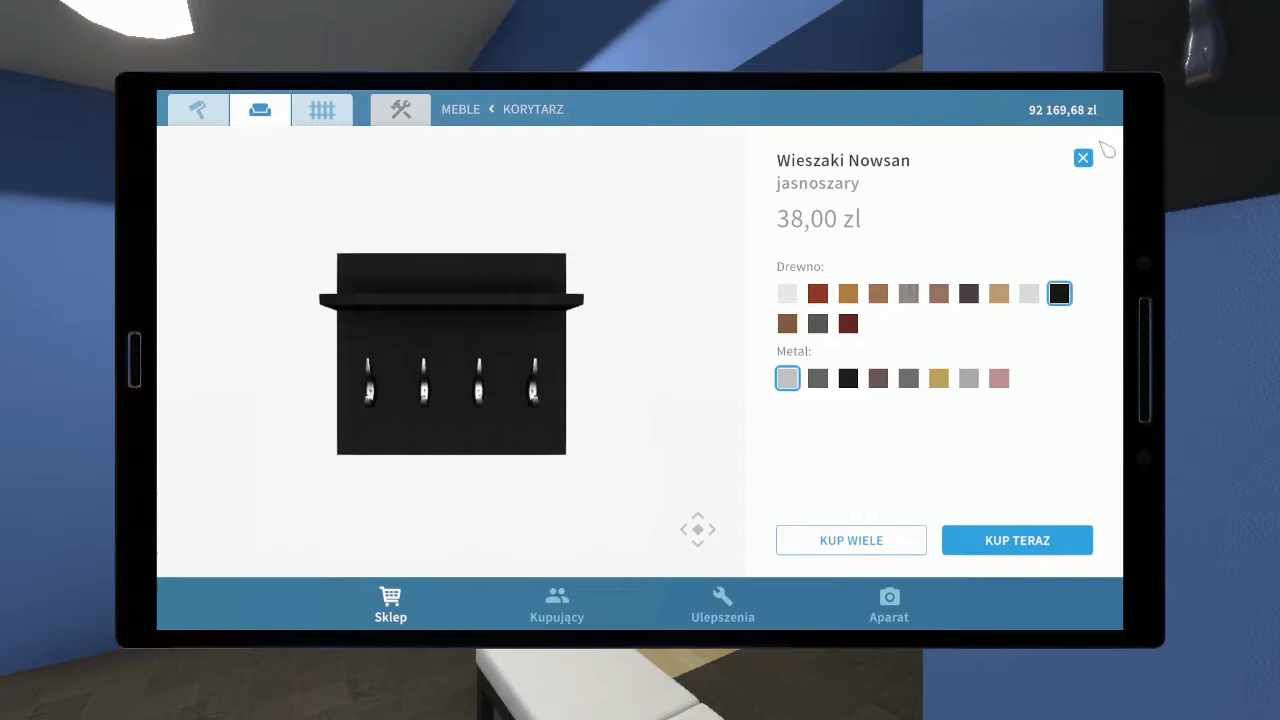 MEBLE < KORYTARZ
92 169,68 zl
Wieszaki Nowsan
jasnoszary
38,00 zl
Drewno:
Metal:
KUP WIELE
KUP TERAZ
Sklep
Kupujący
Ulepszenia
Aparat